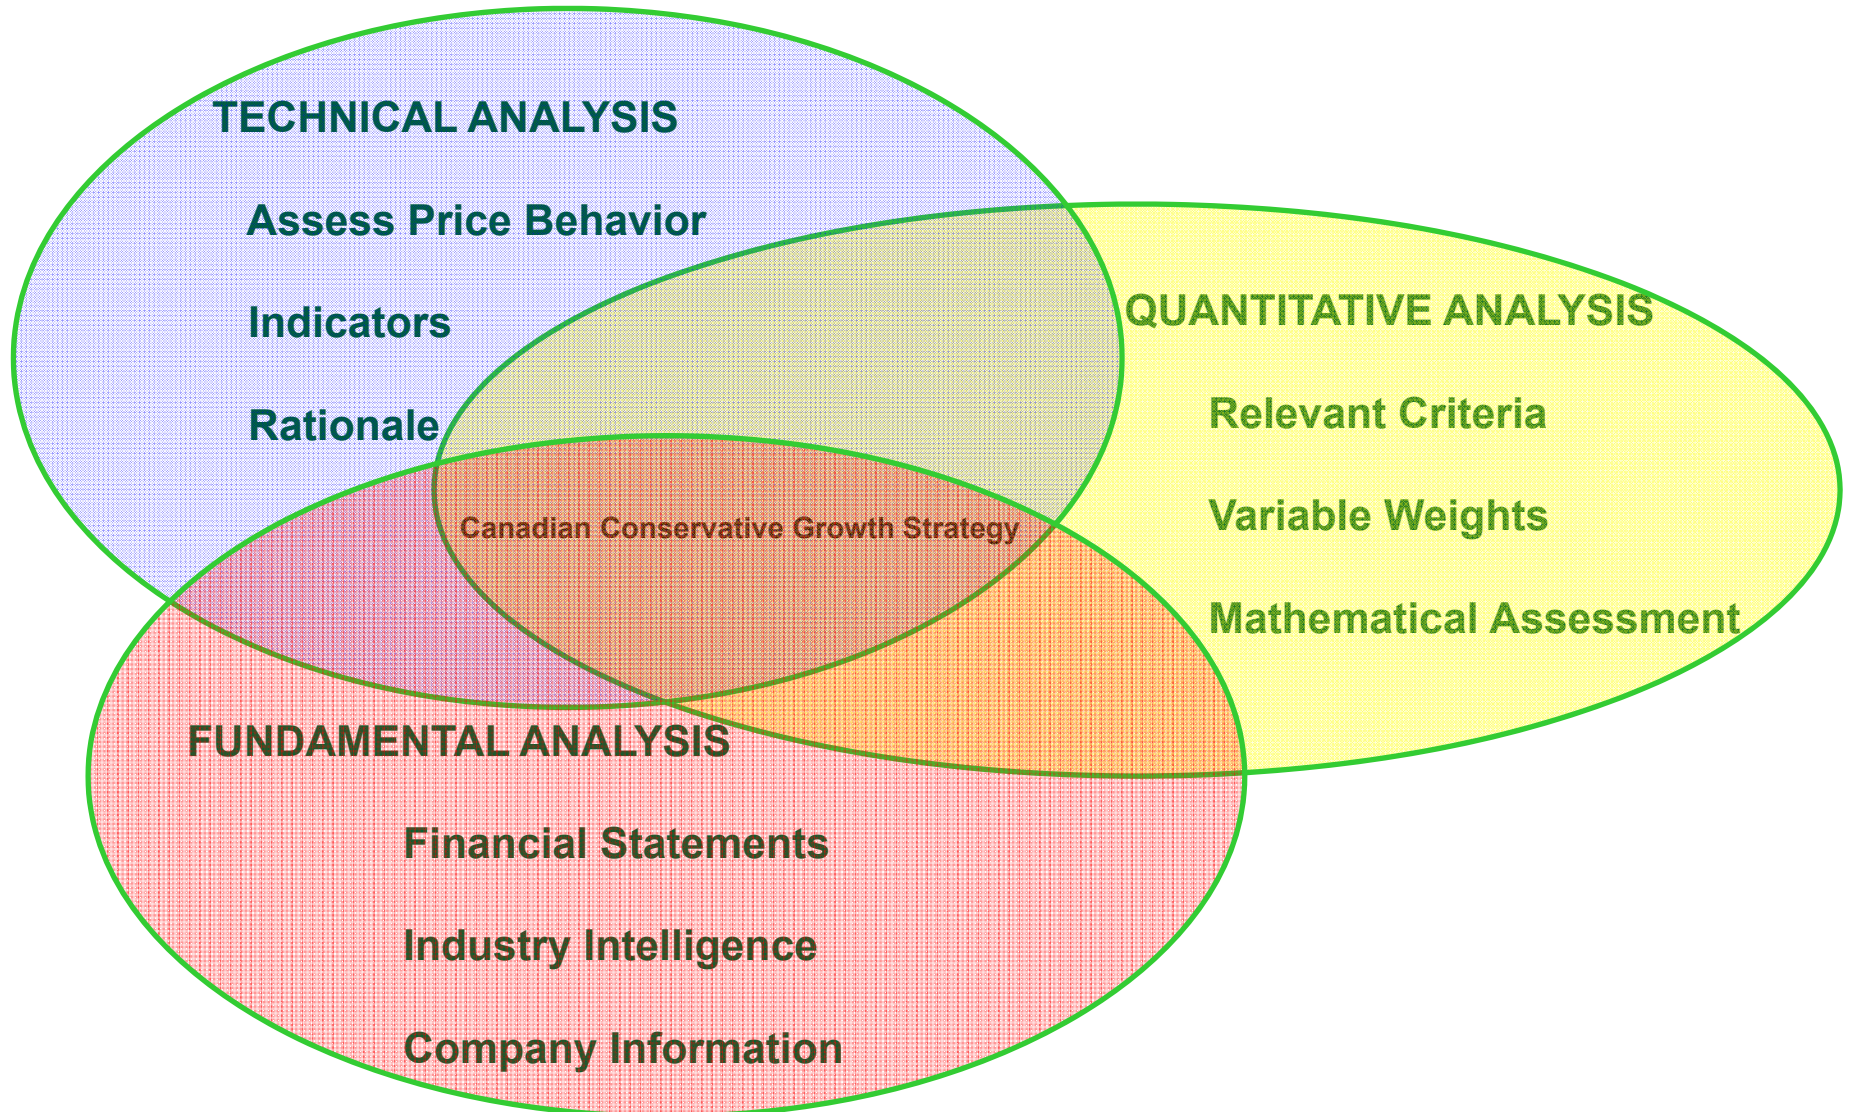 TECHNICAL ANALYSIS
Assess Price Behavior
Indicators
Rationale
QUANTITATIVE ANALYSIS
Relevant Criteria
Variable Weights
Mathematical Assessment
Canadian Conservative Growth Strategy
FUNDAMENTAL ANALYSIS
Financial Statements
Industry Intelligence
Company Information